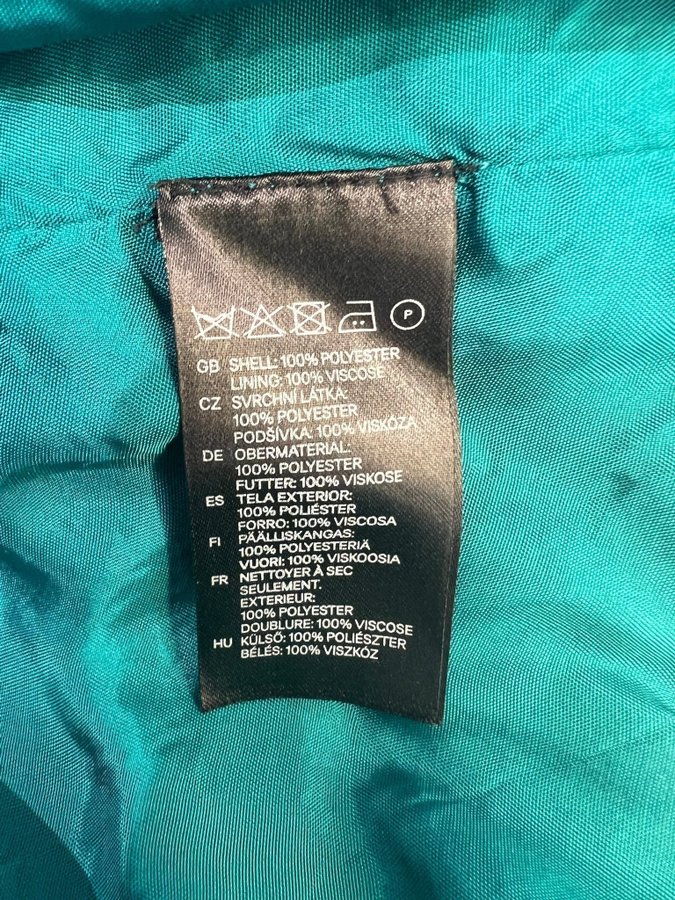 P
GB SHELL: 100% POLYESTER
LINING: 100% VISCOSE
CZ SVRCHNÍ LÁTKA:
100% POLYESTER
PODŠÍVKA: 100% VISKÓZA
DE OBERMATERIAL:
100% POLYESTER
FUTTER: 100% VISKOSE
ES TELA EXTERIOR:
100% POLIÉSTER
FORRO: 100% VISCOSA
FI PÄÄLLISKANGAS:
100% POLYESTERIÄ
VUORI: 100% VISKOOSIA
FR NETTOYER À SEC
SEULEMENT.
EXTERIEUR:
100% POLYESTER
DOUBLURE: 100% VISCOSE
HU KÜLSŐ: 100% POLIÉSZTER
BÉLÉS: 100% VISZKÓZ